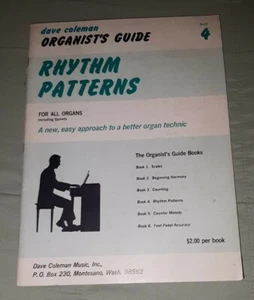 dave coleman
BOOK
ORGANIST'S GUIDE
4
RHYTHM
PATTERNS
FOR ALL ORGANS
Including Spinets
A new, easy approach to a better organ technic
The Organist's Guide Books
Book 1 Scales
Book 2 Beginning Harmony
Book 3 Counting
Book 4 Rhythm Patterns
Book 5 Counter Melody
Book 6 Foot Pedal Accuracy
$2.00 per book
Dave Coleman Music, Inc.,
P. O. Box 230, Montesano, Wash. 98563